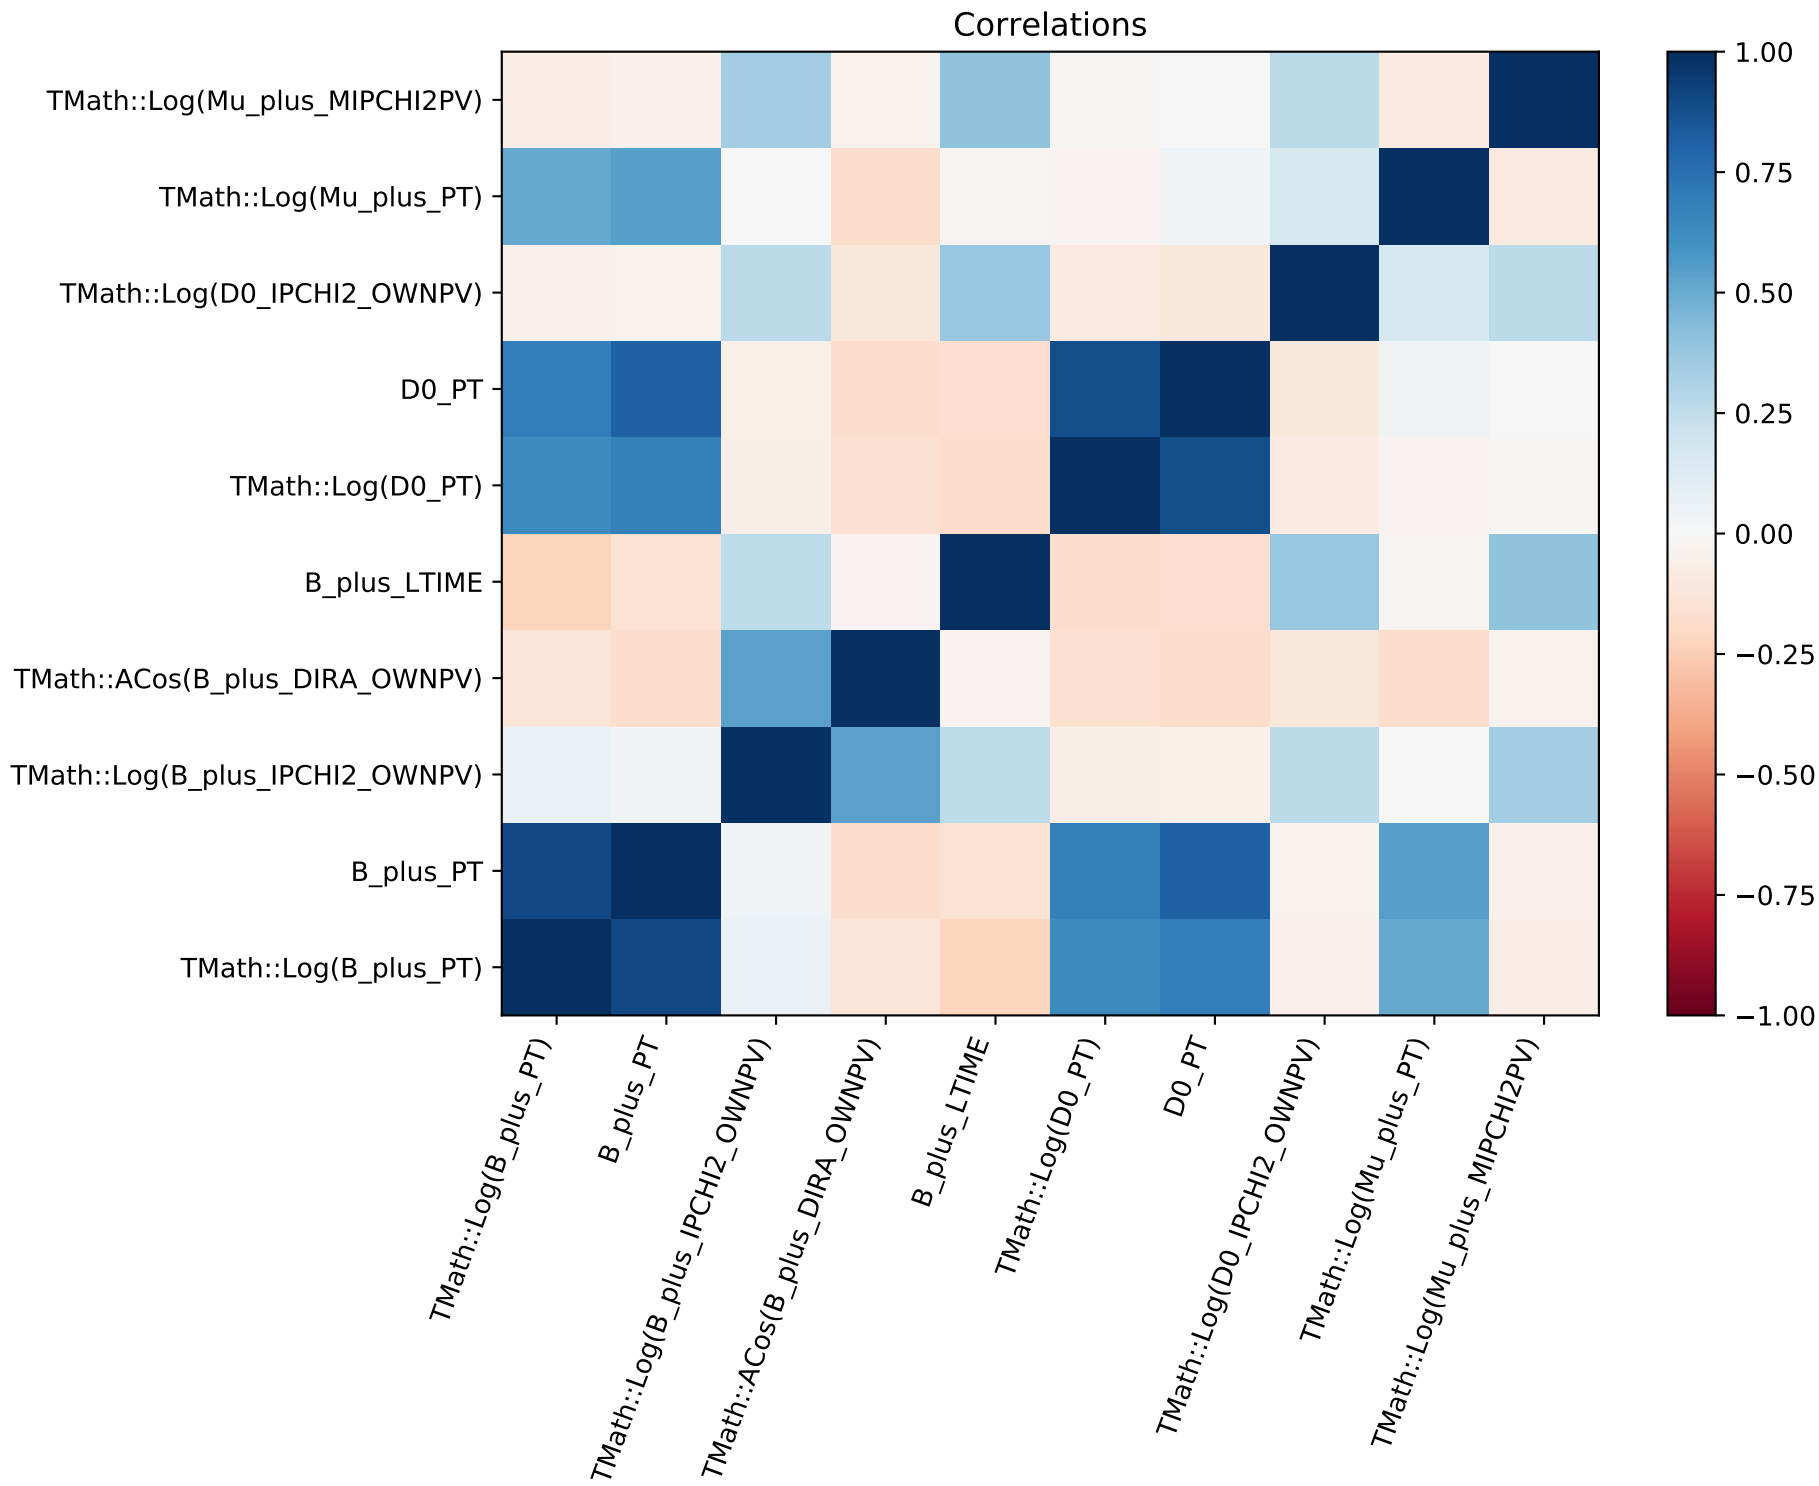 Correlations
TMath::Log(Mu_plus_MIPCHI2PV)
TMath::Log(Mu_plus_PT)
TMath::Log(D0_IPCHI2_OWNPV)
D0_PT
TMath::Log(D0_PT)
B_plus_LTIME
TMath::ACos(B_plus_DIRA_OWNPV)
TMath::Log(B_plus_IPCHI2_OWNPV)
B_plus_PT
TMath::Log(B_plus_PT)
TMath::Log(B_plus_PT)
B_plus_PT
TMath::Log(B_plus_IPCHI2_OWNPV)
TMath::ACos(B_plus_DIRA_OWNPV)
B_plus_LTIME
TMath::Log(D0_PT)
D0_PT
TMath::Log(D0_IPCHI2_OWNPV)
TMath::Log(Mu_plus_PT)
TMath::Log(Mu_plus_MIPCHI2PV)
1.00
0.75
0.50
0.25
0.00
−0.25
−0.50
−0.75
−1.00